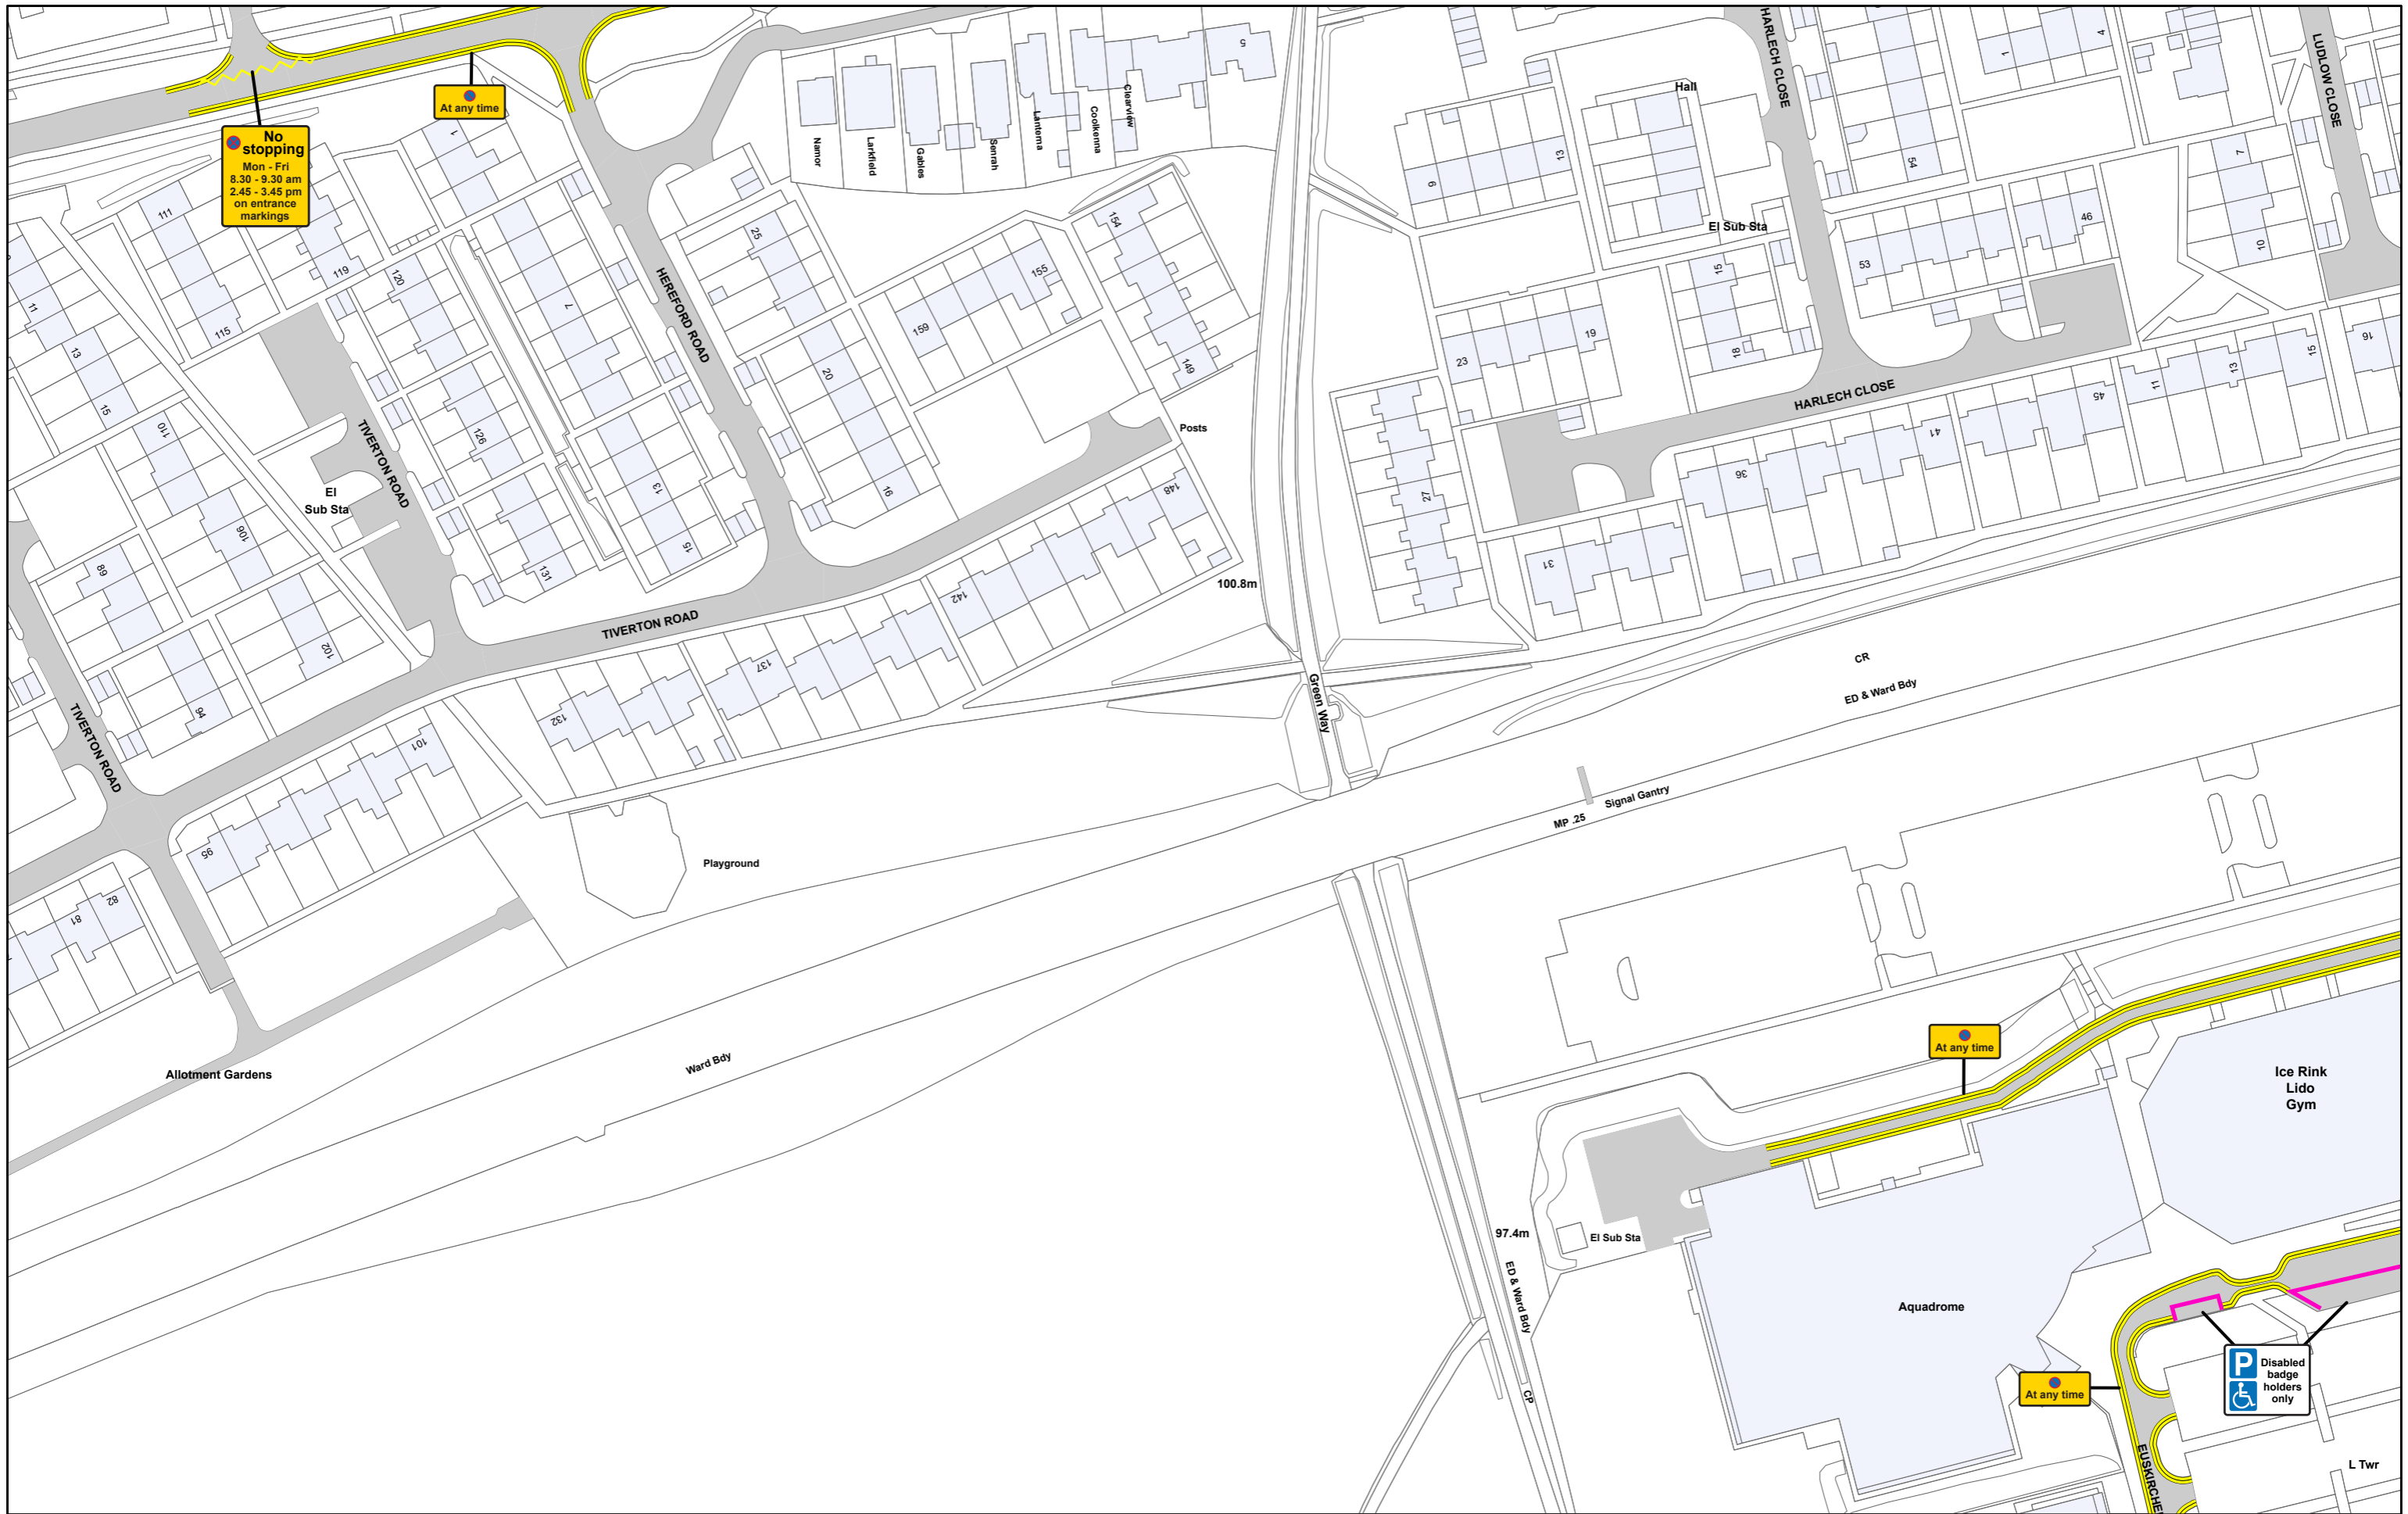 HARLECH CLOSE
LUDLOW CLOSE
5
1
4
At any time
No
stopping
Mon - Fri
8.30 - 9.30 am
2.45 - 3.45 pm
on entrance
markings
Hall
Namor
Larkfield
Gables
Senrah
Lantema
Coolkenna
Clearview
1
13
9
54
7
10
111
119
115
120
7
25
154
155
159
149
HEREFORD ROAD
El Sub Sta
46
53
15
18
19
23
11
13
15
11
13
15
16
110
106
102
126
131
13
15
20
16
148
142
Posts
TIVERTON ROAD
El
Sub Sta
HARLECH CLOSE
27
31
36
41
45
89
94
100.8m
TIVERTON ROAD
132
137
Green Way
CR
ED & Ward Bdy
TIVERTON ROAD
101
95
Signal Gantry
MP .25
Playground
81
82
Allotment Gardens
Ward Bdy
At any time
Ice Rink
Lido
Gym
97.4m
El Sub Sta
ED & Ward Bdy
CP
Aquadrome
At any time
P
Disabled
badge
holders
only
EUSKIRCHE
L Twr